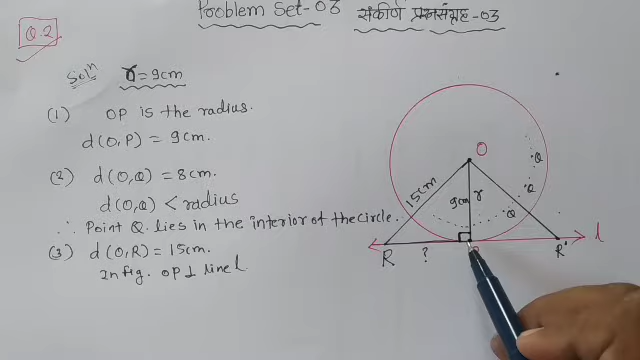 Problem Set-03 संकीर्ण प्रश्नसंग्रह-03
Q.2
Solⁿ r = 9cm
(1) OP is the radius.
d(O,P) = 9cm.
(2) d(O,Q) = 8cm.
d(O,Q) < radius
∴ Point Q lies in the interior of the circle.
(3) d(O,R) = 15cm.
In fig. OP ⊥ line l
O
15cm
9cm r
Q
Q
Q
l
R ? R'